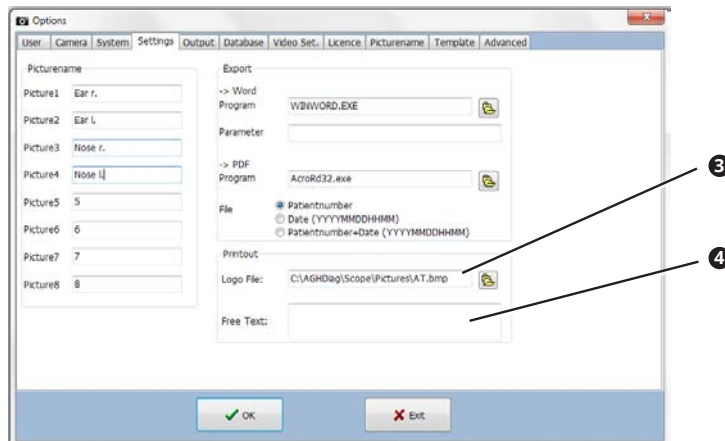 Options
User Camera System Settings Output Database Video Set. Licence Picturename Template Advanced
Picturename
Picture1 Ear r.
Picture2 Ear l.
Picture3 Nose r.
Picture4 Nose l.
Picture5 5
Picture6 6
Picture7 7
Picture8 8
Export
-> Word
Program WINWORD.EXE
Parameter
-> PDF
Program AcroRd32.exe
File Patientnumber
Date (YYYYMMDDHHMM)
Patientnumber+Date (YYYYMMDDHHMM)
Printout
Logo File: C:\AGHDiag\Scope\Pictures\AT.bmp
Free Text:
OK Exit
❸
❹